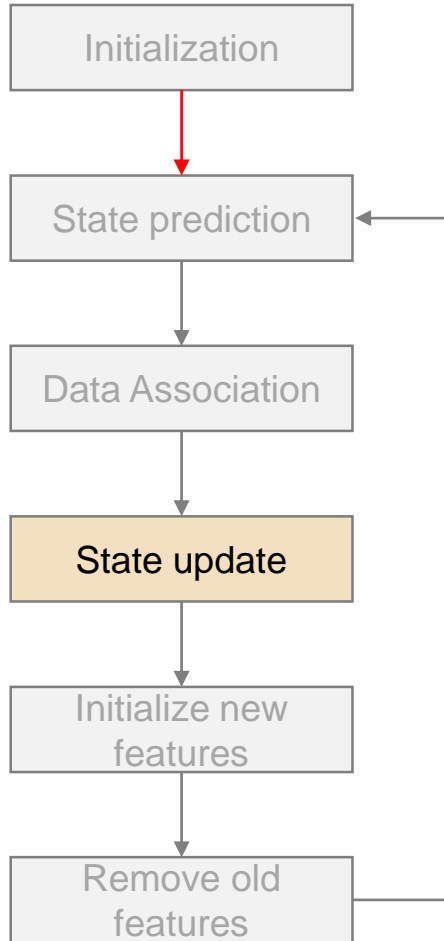 Initialization
State prediction
Data Association
State update
Initialize new
features
Remove old
features